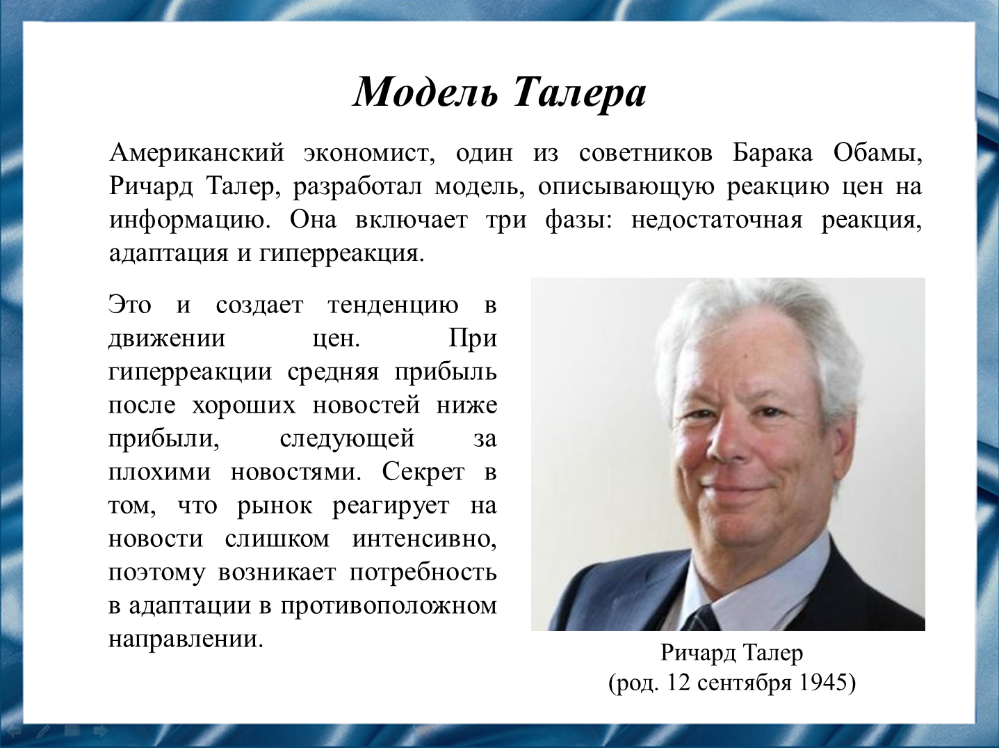 Модель Талера
Американский экономист, один из советников Барака Обамы,
Ричард Талер, разработал модель, описывающую реакцию цен на
информацию. Она включает три фазы: недостаточная реакция,
адаптация и гиперреакция.
Это и создает тенденцию в
движении цен. При
гиперреакции средняя прибыль
после хороших новостей ниже
прибыли, следующей за
плохими новостями. Секрет в
том, что рынок реагирует на
новости слишком интенсивно,
поэтому возникает потребность
в адаптации в противоположном
направлении.
Ричард Талер
(род. 12 сентября 1945)